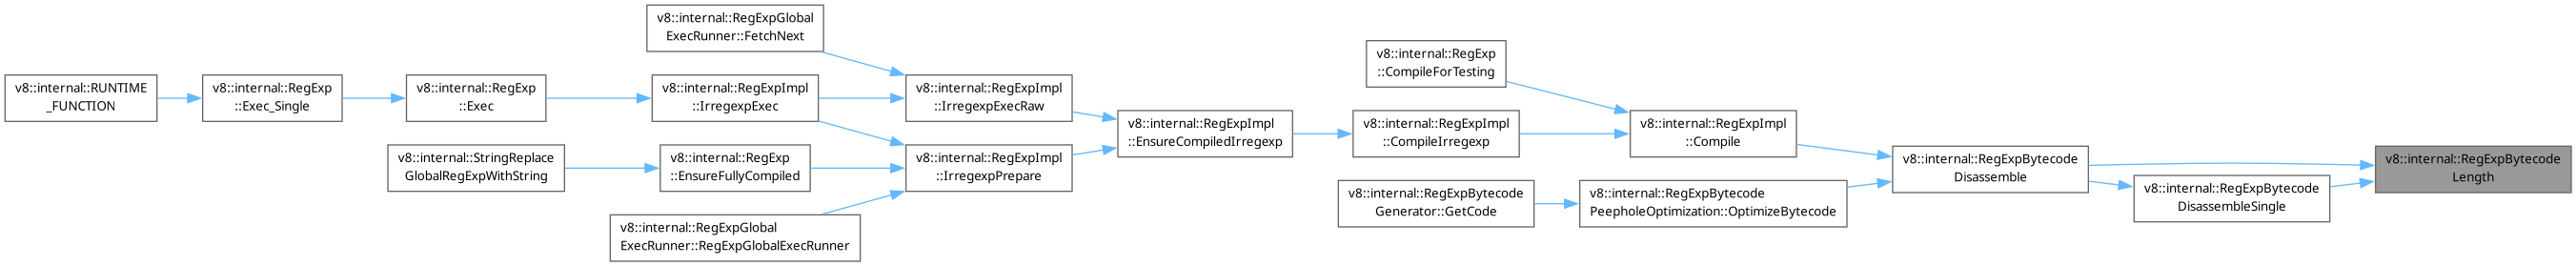 v8::internal::RegExpGlobal
ExecRunner::FetchNext
v8::internal::RegExp
::CompileForTesting
v8::internal::RUNTIME
_FUNCTION
v8::internal::RegExp
::Exec_Single
v8::internal::RegExp
::Exec
v8::internal::RegExpImpl
::IrregexpExec
v8::internal::RegExpImpl
::IrregexpExecRaw
v8::internal::RegExpImpl
::EnsureCompiledIrregexp
v8::internal::RegExpImpl
::CompileIrregexp
v8::internal::RegExpImpl
::Compile
v8::internal::StringReplace
GlobalRegExpWithString
v8::internal::RegExp
::EnsureFullyCompiled
v8::internal::RegExpImpl
::IrregexpPrepare
v8::internal::RegExpBytecode
Disassemble
v8::internal::RegExpBytecode
Length
v8::internal::RegExpBytecode
Generator::GetCode
v8::internal::RegExpBytecode
PeepholeOptimization::OptimizeBytecode
v8::internal::RegExpBytecode
DisassembleSingle
v8::internal::RegExpGlobal
ExecRunner::RegExpGlobalExecRunner